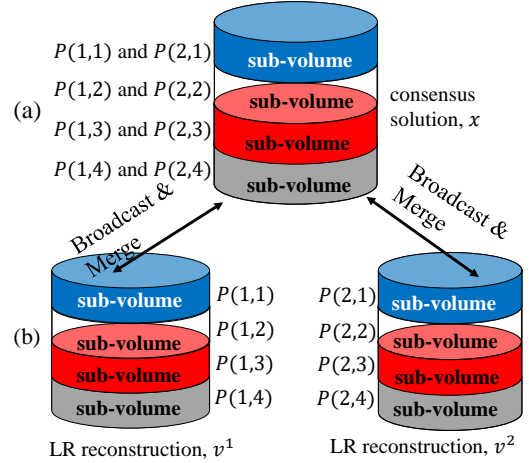 P(1,1) and P(2,1)
sub-volume
P(1,2) and P(2,2)
sub-volume
(a)
consensus
solution, x
P(1,3) and P(2,3)
sub-volume
P(1,4) and P(2,4)
sub-volume
Broadcast &
Merge
Broadcast &
Merge
sub-volume
P(1,1)
P(2,1)
sub-volume
(b)
sub-volume
P(1,2)
P(2,2)
sub-volume
sub-volume
P(1,3)
P(2,3)
sub-volume
sub-volume
P(1,4)
P(2,4)
sub-volume
LR reconstruction, v¹
LR reconstruction, v²